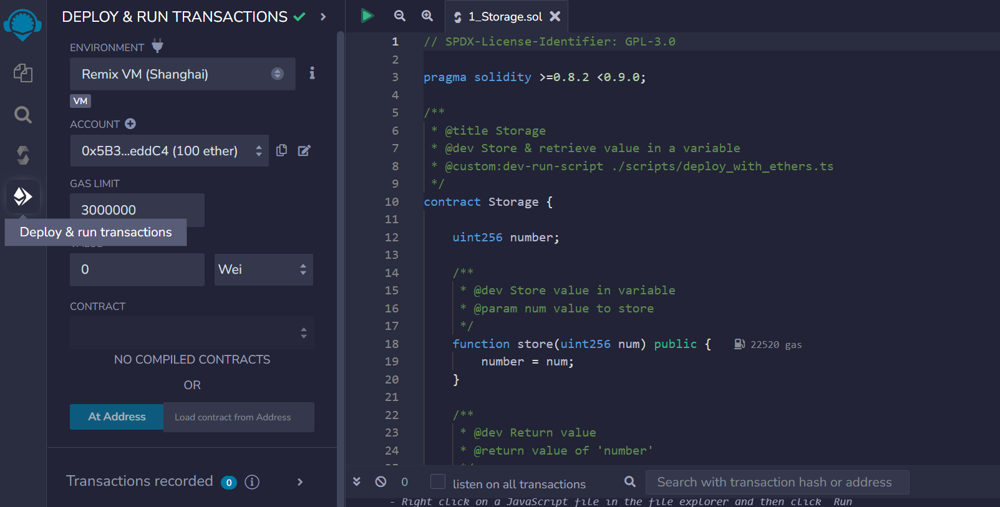 DEPLOY & RUN TRANSACTIONS
ENVIRONMENT
Remix VM (Shanghai)
VM
ACCOUNT
0x5B3...eddC4 (100 ether)
GAS LIMIT
3000000
Deploy & run transactions
VALUE
0
Wei
CONTRACT
NO COMPILED CONTRACTS
OR
At Address
Load contract from Address
Transactions recorded 0 i
1_Storage.sol
1 // SPDX-License-Identifier: GPL-3.0
2
3 pragma solidity >=0.8.2 <0.9.0;
4
5 /**
6 * @title Storage
7 * @dev Store & retrieve value in a variable
8 * @custom:dev-run-script ./scripts/deploy_with_ethers.ts
9 */
10 contract Storage {
11
12 uint256 number;
13
14 /**
15 * @dev Store value in variable
16 * @param num value to store
17 */
18 function store(uint256 num) public { 22520 gas
19 number = num;
20 }
21
22 /**
23 * @dev Return value
24 * @return value of 'number'
25 */
0
listen on all transactions
Search with transaction hash or address
- Right click on a JavaScript file in the file explorer and then click Run